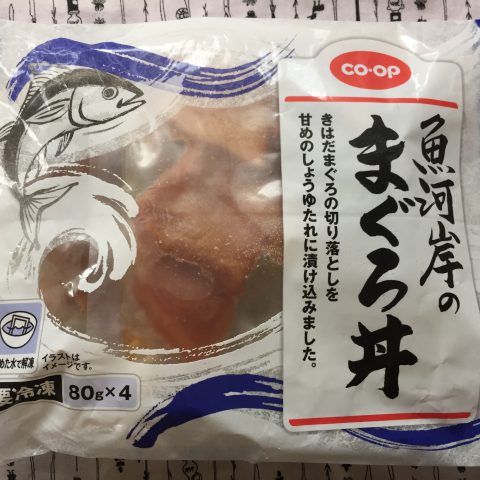 CO·OP
魚河岸の
まぐろ丼
きはだまぐろの切り落としを
甘めのしょうゆたれに漬け込みました。
めた水で解凍
イラストは
イメージです。
要冷凍
80g×4